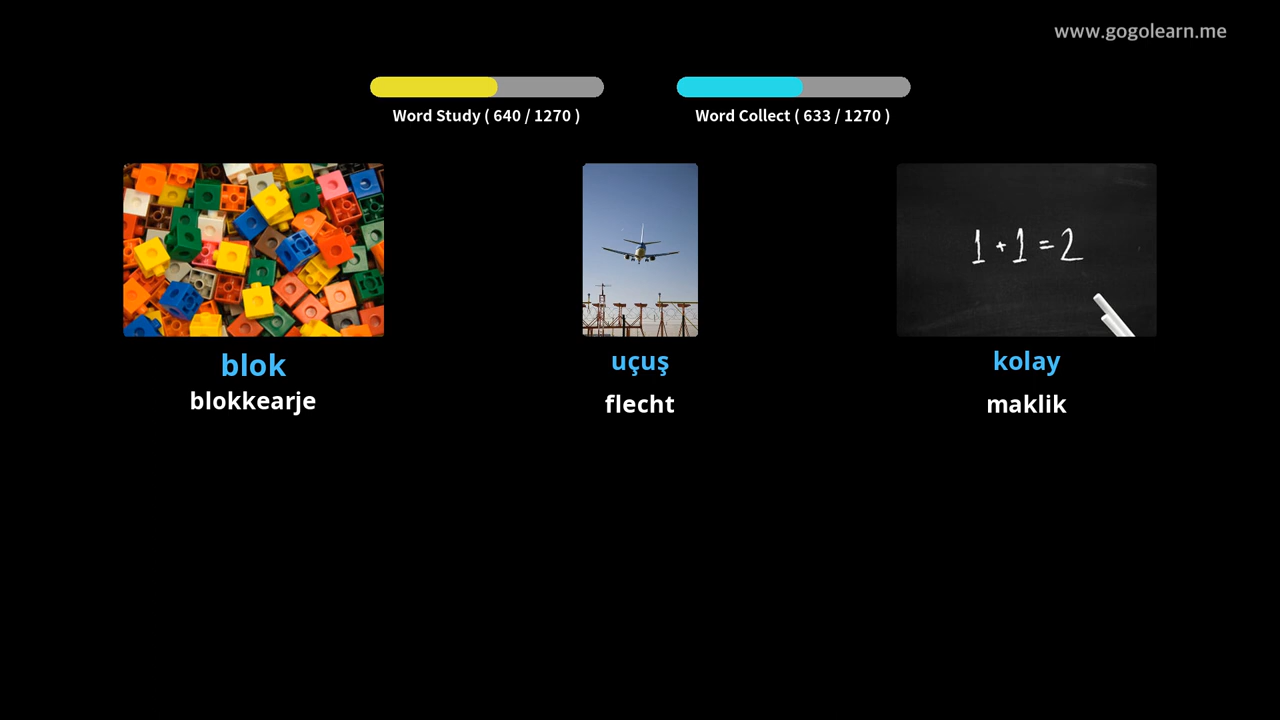 www.gogolearn.me
Word Study ( 640 / 1270 )
Word Collect ( 633 / 1270 )
1 + 1 = 2
blok
blokkearje
uçuş
flecht
kolay
maklik